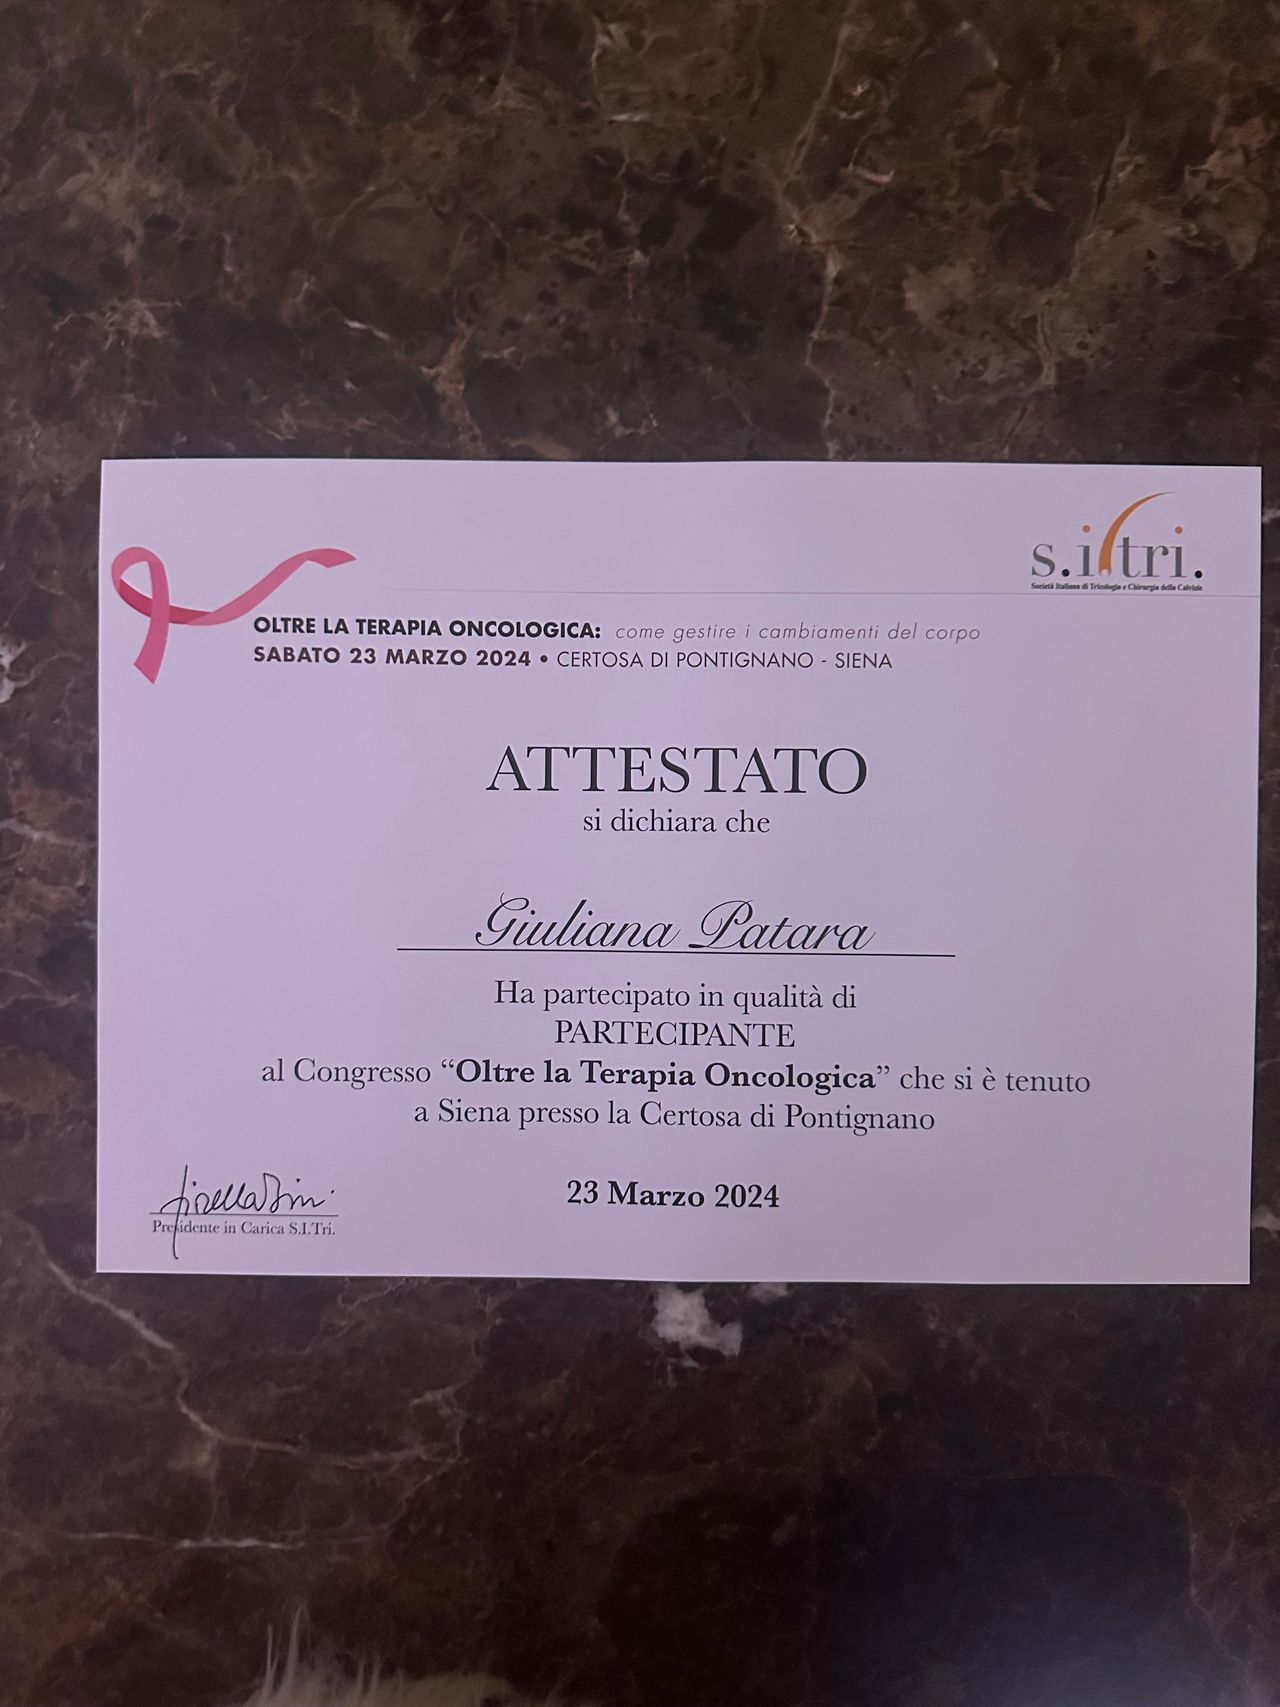 s.i.tri.
Società Italiana di Tricologia e Chirurgia della Calvizie
OLTRE LA TERAPIA ONCOLOGICA: come gestire i cambiamenti del corpo
SABATO 23 MARZO 2024 • CERTOSA DI PONTIGNANO - SIENA
ATTESTATO
si dichiara che
Giuliana Patara
Ha partecipato in qualità di
PARTECIPANTE
al Congresso “Oltre la Terapia Oncologica” che si è tenuto
a Siena presso la Certosa di Pontignano
23 Marzo 2024
Presidente in Carica S.I.Tri.